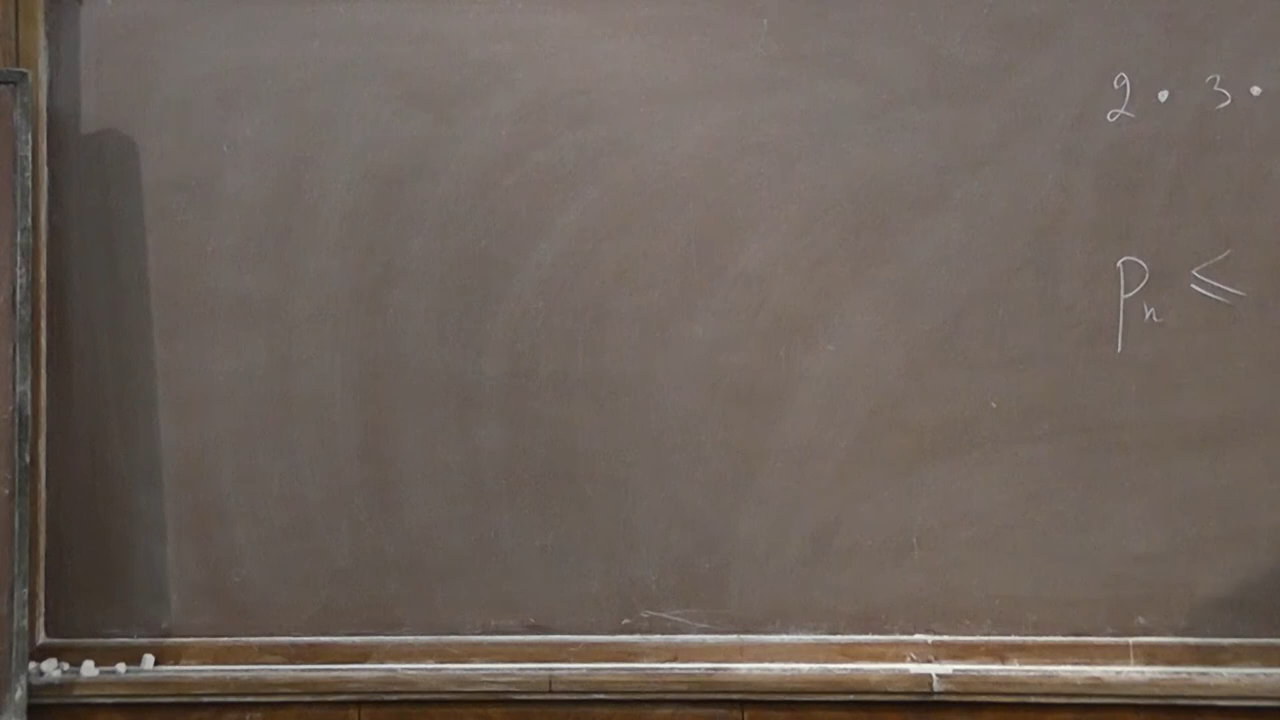 2 · 3 ·
pₙ ≤